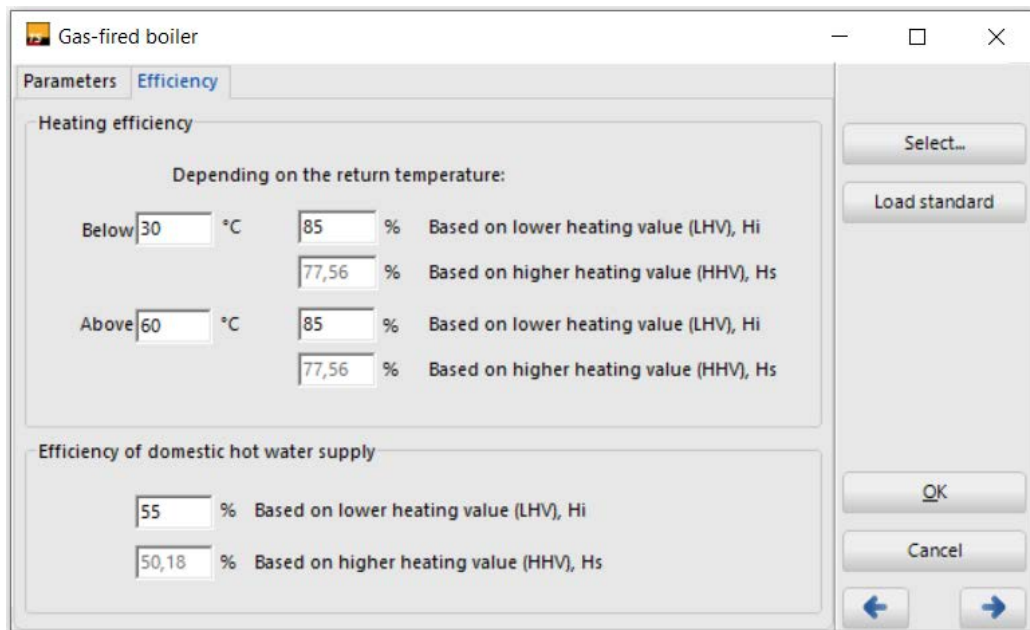 Gas-fired boiler
Parameters Efficiency
Heating efficiency
Depending on the return temperature:
Below 30 °C 85 % Based on lower heating value (LHV), Hi
77,56 % Based on higher heating value (HHV), Hs
Above 60 °C 85 % Based on lower heating value (LHV), Hi
77,56 % Based on higher heating value (HHV), Hs
Efficiency of domestic hot water supply
55 % Based on lower heating value (LHV), Hi
50,18 % Based on higher heating value (HHV), Hs
Select...
Load standard
OK
Cancel